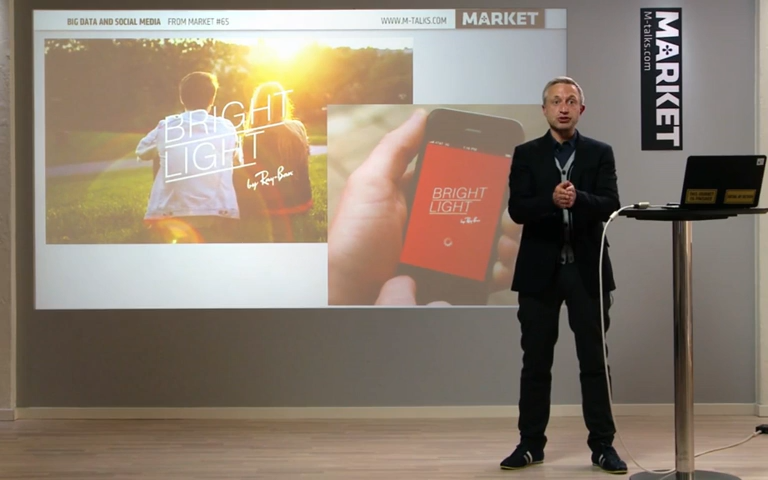 BIG DATA AND SOCIAL MEDIA FROM MARKET #65
WWW.M-TALKS.COM MARKET
BRIGHT
LIGHT
by Ray-Ban
BRIGHT
LIGHT
MARKET
M-talks.com